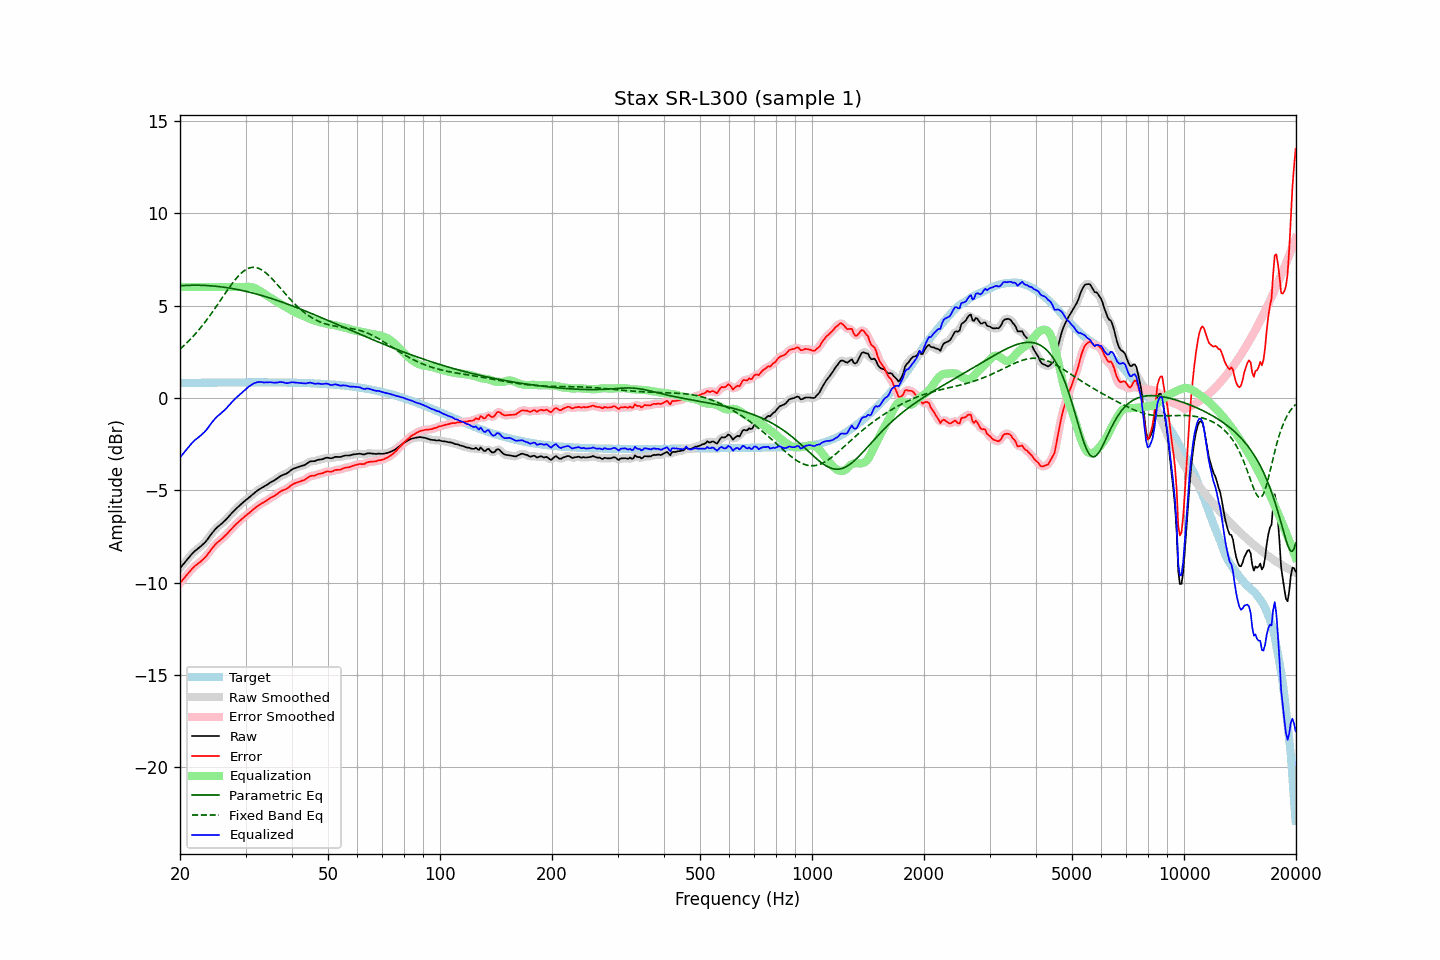 Stax SR-L300 (sample 1)
15
10
5
0
−5
−10
−15
−20
Amplitude (dBr)
Target
Raw Smoothed
Error Smoothed
Raw
Error
Equalization
Parametric Eq
Fixed Band Eq
Equalized
20 50 100 200 500 1000 2000 5000 10000 20000
Frequency (Hz)